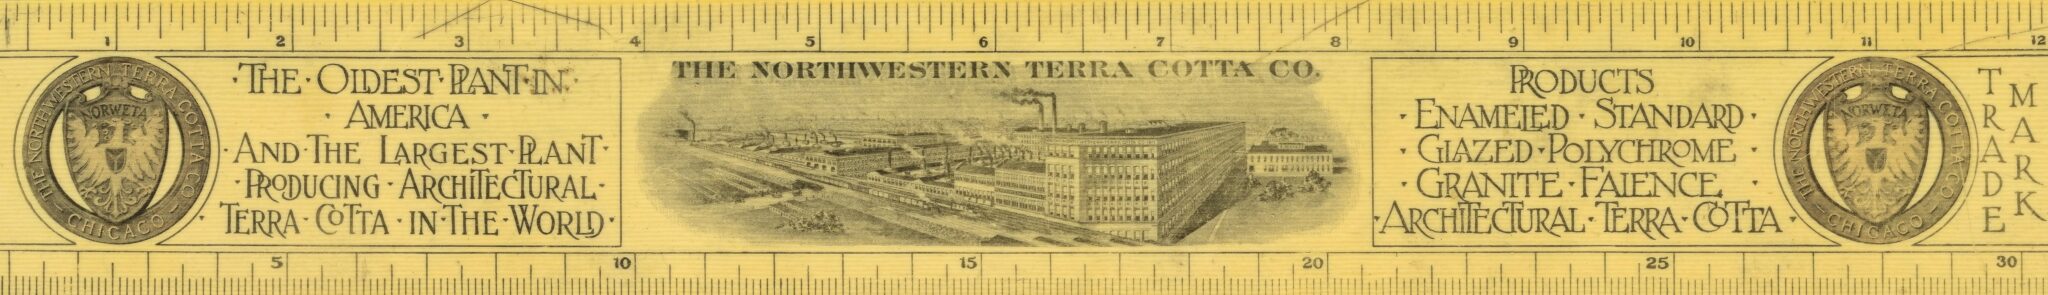 1 2 3 4 5 6 7 8 9 10 11 12
THE NORTHWESTERN TERRA COTTA CO.
NORWETA
CHICAGO
·THE·OLDEST·PLANT·IN·
·AMERICA·
·AND·THE LARGEST·PLANT·
·PRODUCING·ARCHITECTURAL·
·TERRA·COTTA·IN·THE·WORLD·
THE NORTHWESTERN TERRA COTTA CO.
PRODUCTS
·ENAMELED·STANDARD·
·GLAZED·POLYCHROME·
·GRANITE·FAIENCE·
·ARCHITECTURAL·TERRA·COTTA·
THE NORTHWESTERN TERRA COTTA CO
NORWETA
CHICAGO
TRADE
MARK
5 10 15 20 25 30